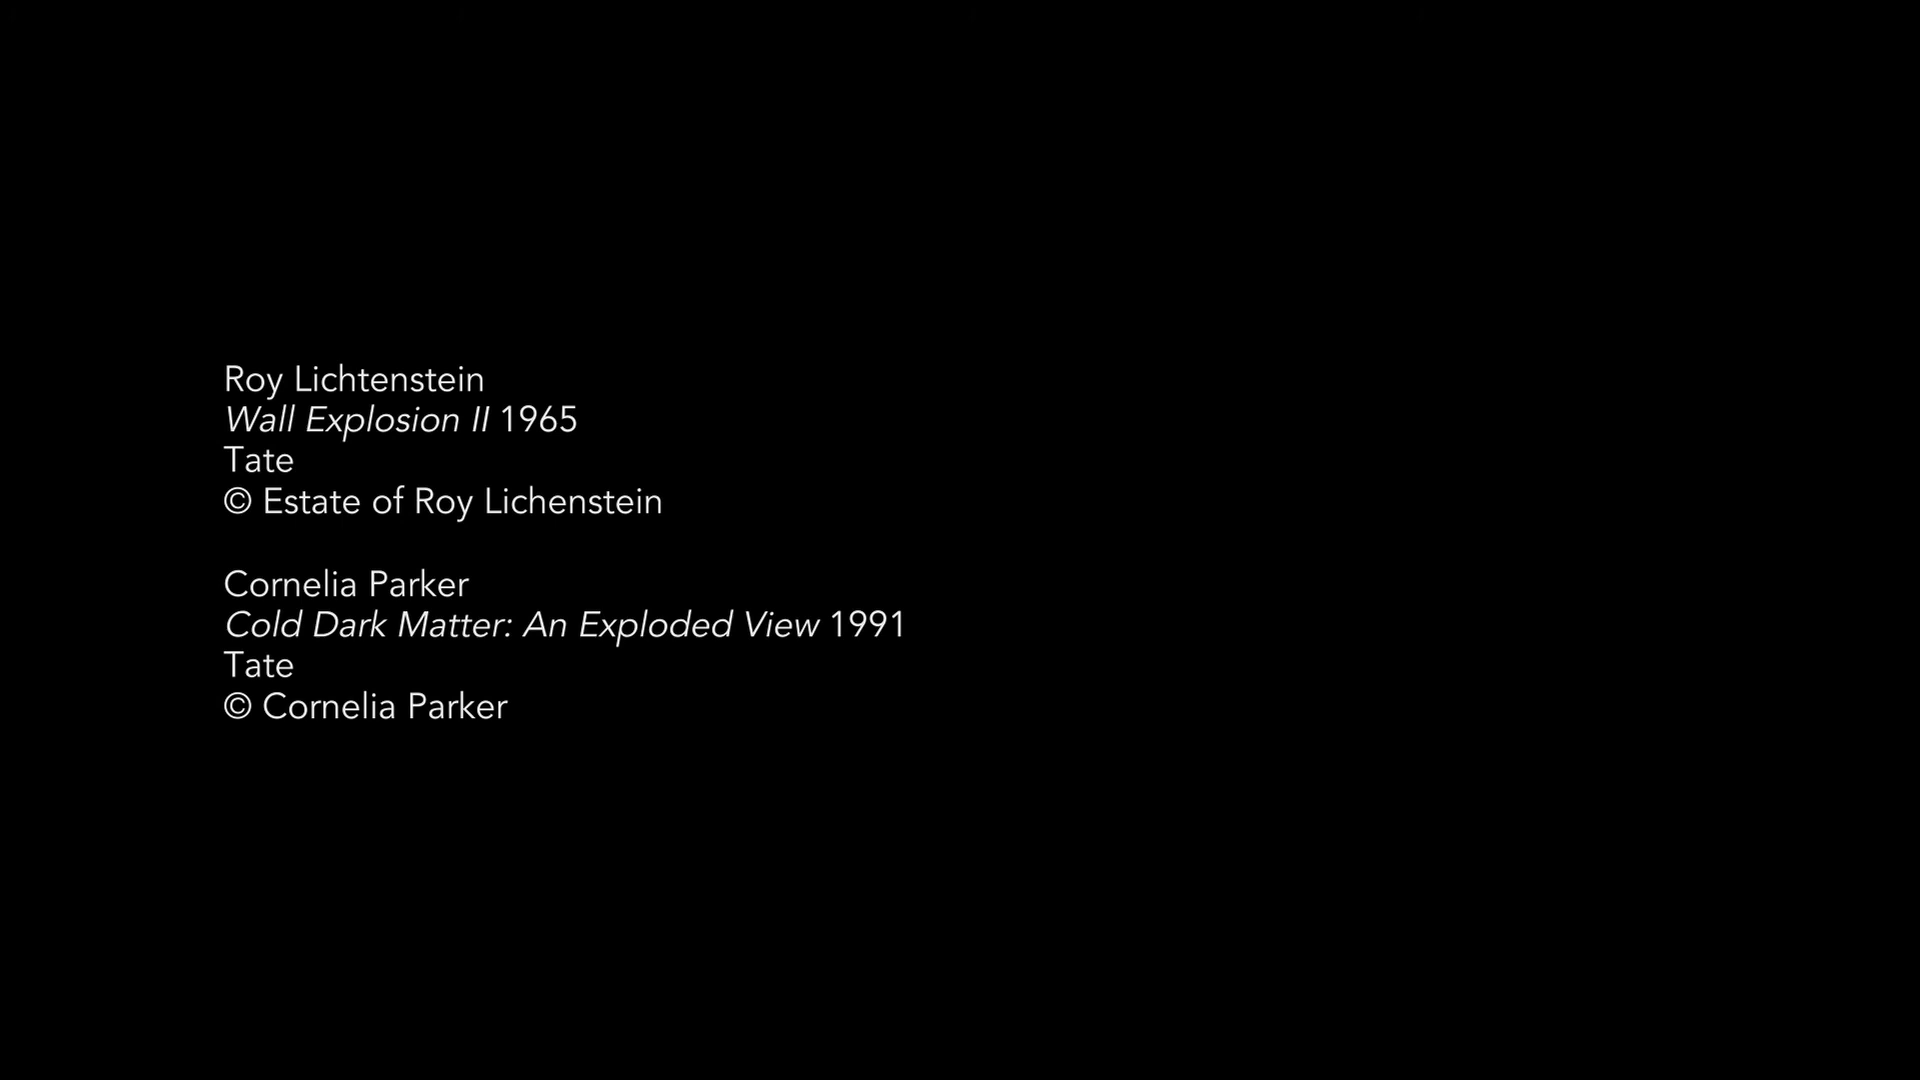 Roy Lichtenstein
Wall Explosion II 1965
Tate
© Estate of Roy Lichenstein
Cornelia Parker
Cold Dark Matter: An Exploded View 1991
Tate
© Cornelia Parker